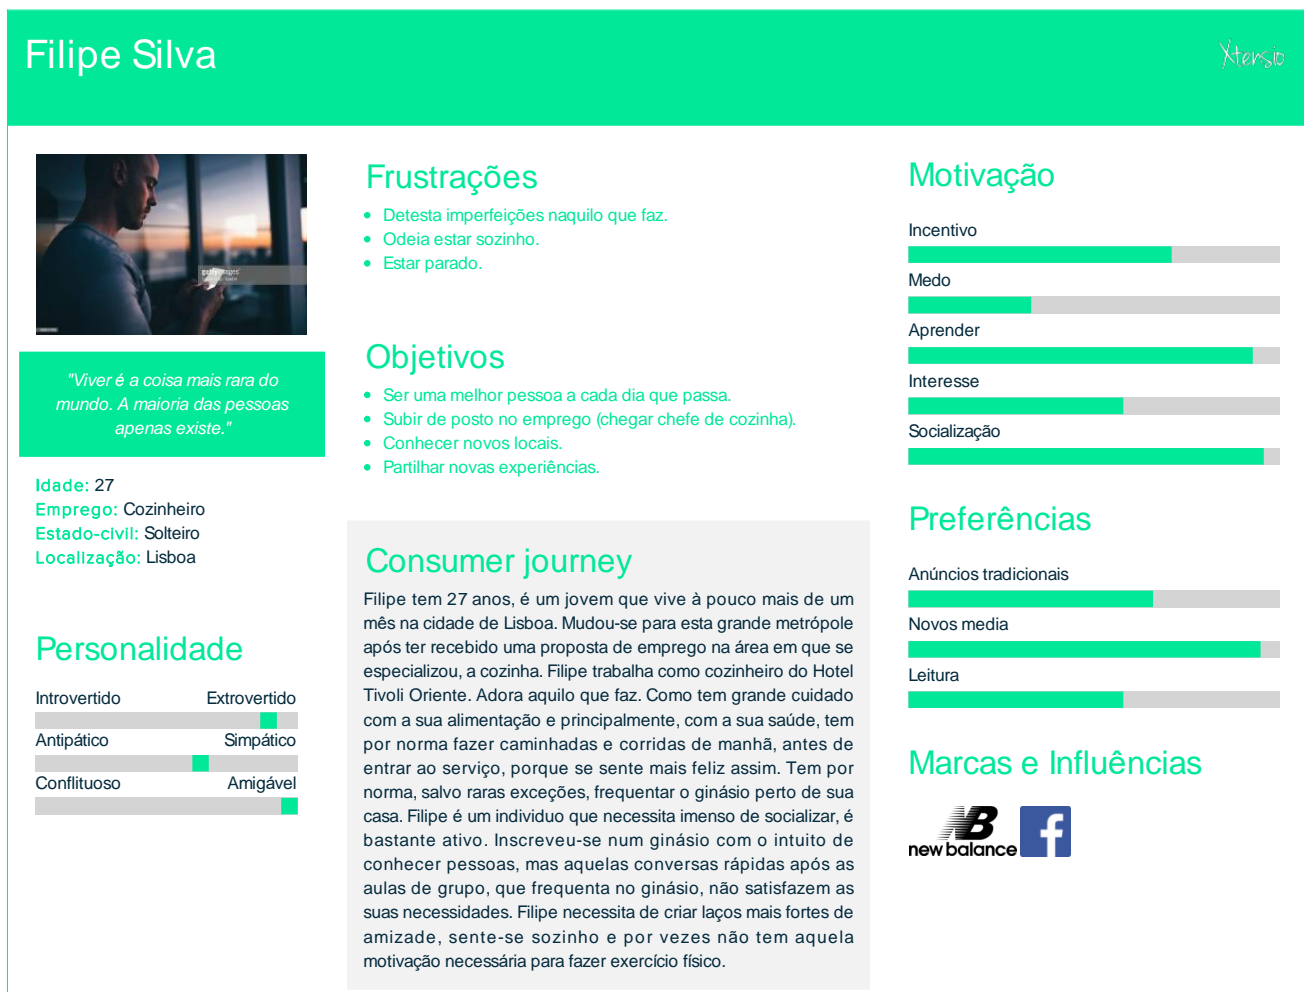 Filipe Silva
Xtensio
gettyimages
"Viver é a coisa mais rara do
mundo. A maioria das pessoas
apenas existe."
Idade: 27
Emprego: Cozinheiro
Estado-civil: Solteiro
Localização: Lisboa
Personalidade
Introvertido Extrovertido
Antipático Simpático
Conflituoso Amigável
Frustrações
• Detesta imperfeições naquilo que faz.
• Odeia estar sozinho.
• Estar parado.
Objetivos
• Ser uma melhor pessoa a cada dia que passa.
• Subir de posto no emprego (chegar chefe de cozinha).
• Conhecer novos locais.
• Partilhar novas experiências.
Consumer journey
Filipe tem 27 anos, é um jovem que vive à pouco mais de um
mês na cidade de Lisboa. Mudou-se para esta grande metrópole
após ter recebido uma proposta de emprego na área em que se
especializou, a cozinha. Filipe trabalha como cozinheiro do Hotel
Tivoli Oriente. Adora aquilo que faz. Como tem grande cuidado
com a sua alimentação e principalmente, com a sua saúde, tem
por norma fazer caminhadas e corridas de manhã, antes de
entrar ao serviço, porque se sente mais feliz assim. Tem por
norma, salvo raras exceções, frequentar o ginásio perto de sua
casa. Filipe é um individuo que necessita imenso de socializar, é
bastante ativo. Inscreveu-se num ginásio com o intuito de
conhecer pessoas, mas aquelas conversas rápidas após as
aulas de grupo, que frequenta no ginásio, não satisfazem as
suas necessidades. Filipe necessita de criar laços mais fortes de
amizade, sente-se sozinho e por vezes não tem aquela
motivação necessária para fazer exercício físico.
Motivação
Incentivo
Medo
Aprender
Interesse
Socialização
Preferências
Anúncios tradicionais
Novos media
Leitura
Marcas e Influências
NB
new balance
f